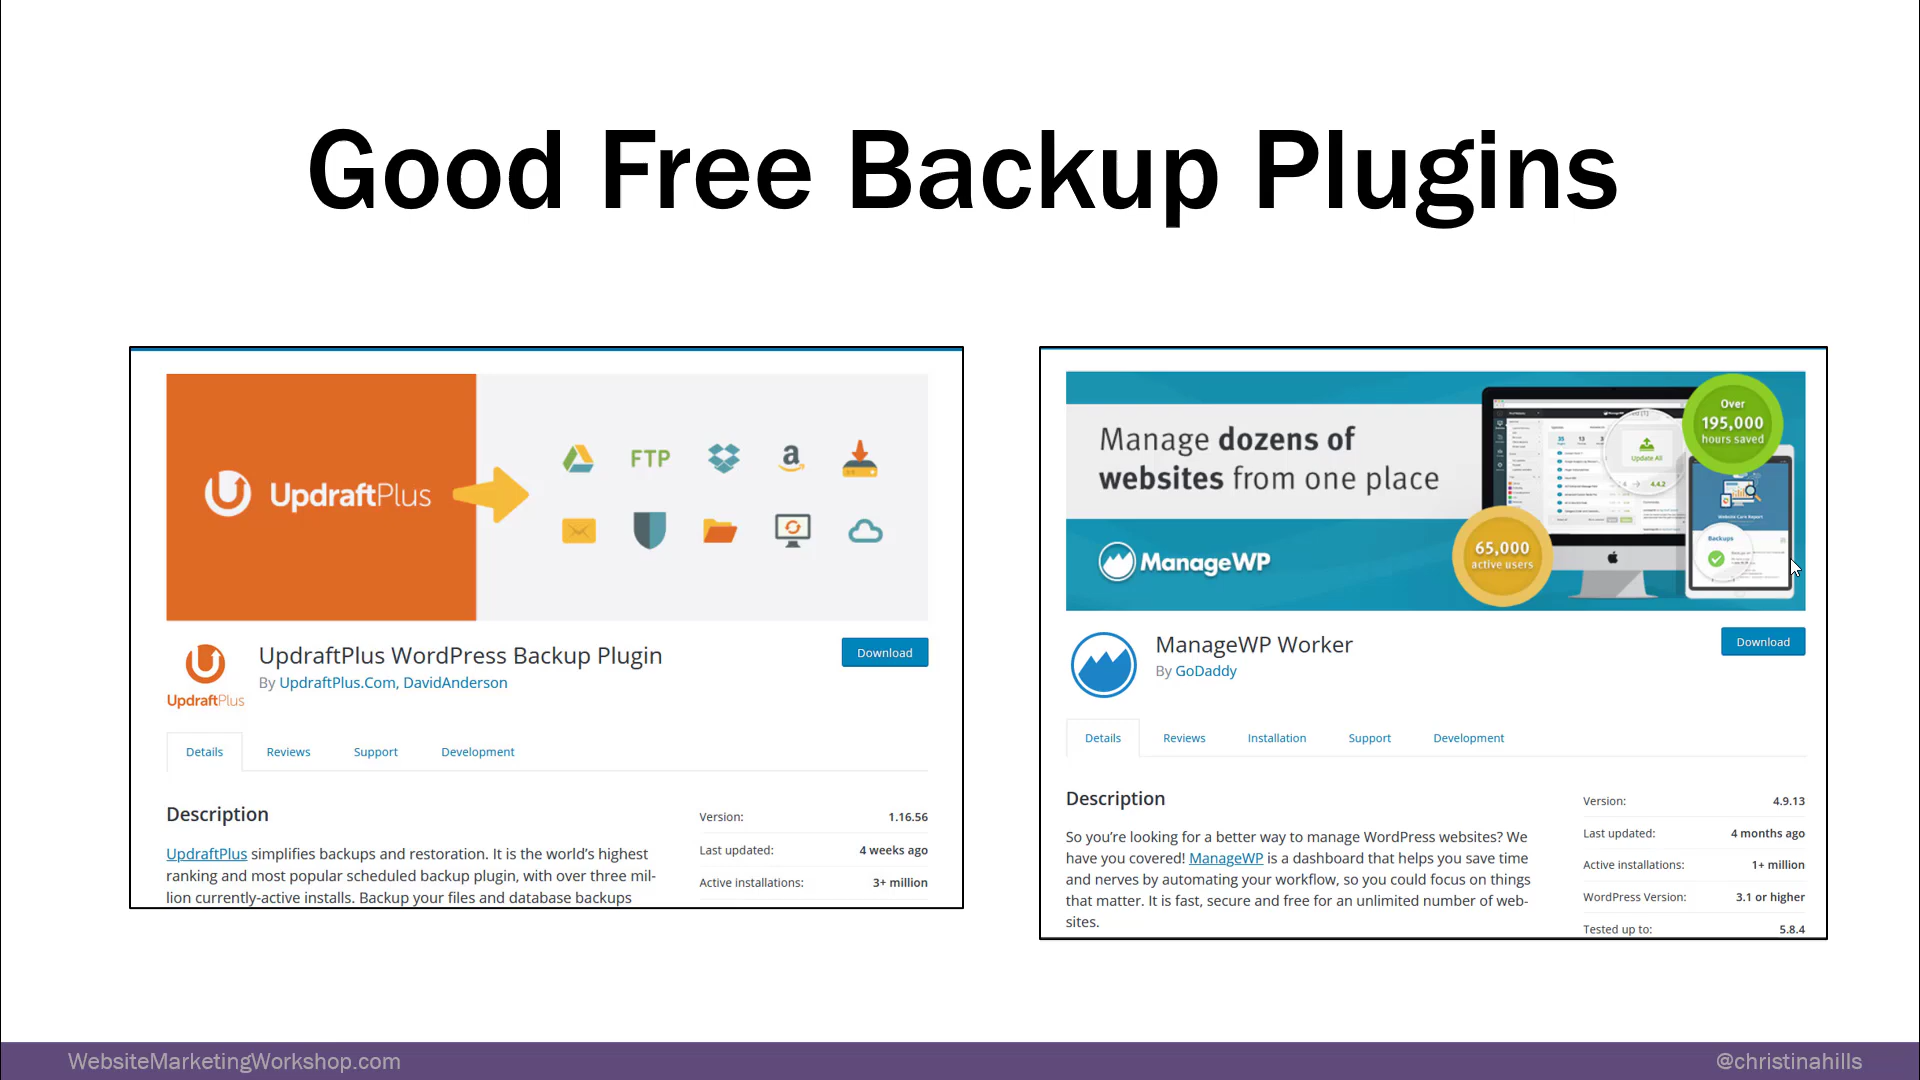 Good Free Backup Plugins
UpdraftPlus
FTP
UpdraftPlus WordPress Backup Plugin
Download
By UpdraftPlus.Com, DavidAnderson
UpdraftPlus
Details
Reviews
Support
Development
Description
UpdraftPlus simplifies backups and restoration. It is the world's highest
ranking and most popular scheduled backup plugin, with over three mil-
lion currently-active installs. Backup your files and database backups
Version: 1.16.56
Last updated: 4 weeks ago
Active installations: 3+ million
Manage dozens of
websites from one place
ManageWP
65,000
active users
Over
195,000
hours saved
Update All
4.4.2
Website Care Report
Backups
ManageWP Worker
Download
By GoDaddy
Details
Reviews
Installation
Support
Development
Description
So you're looking for a better way to manage WordPress websites? We
have you covered! ManageWP is a dashboard that helps you save time
and nerves by automating your workflow, so you could focus on things
that matter. It is fast, secure and free for an unlimited number of web-
sites.
Version: 4.9.13
Last updated: 4 months ago
Active installations: 1+ million
WordPress Version: 3.1 or higher
Tested up to: 5.8.4
WebsiteMarketingWorkshop.com
@christinahills